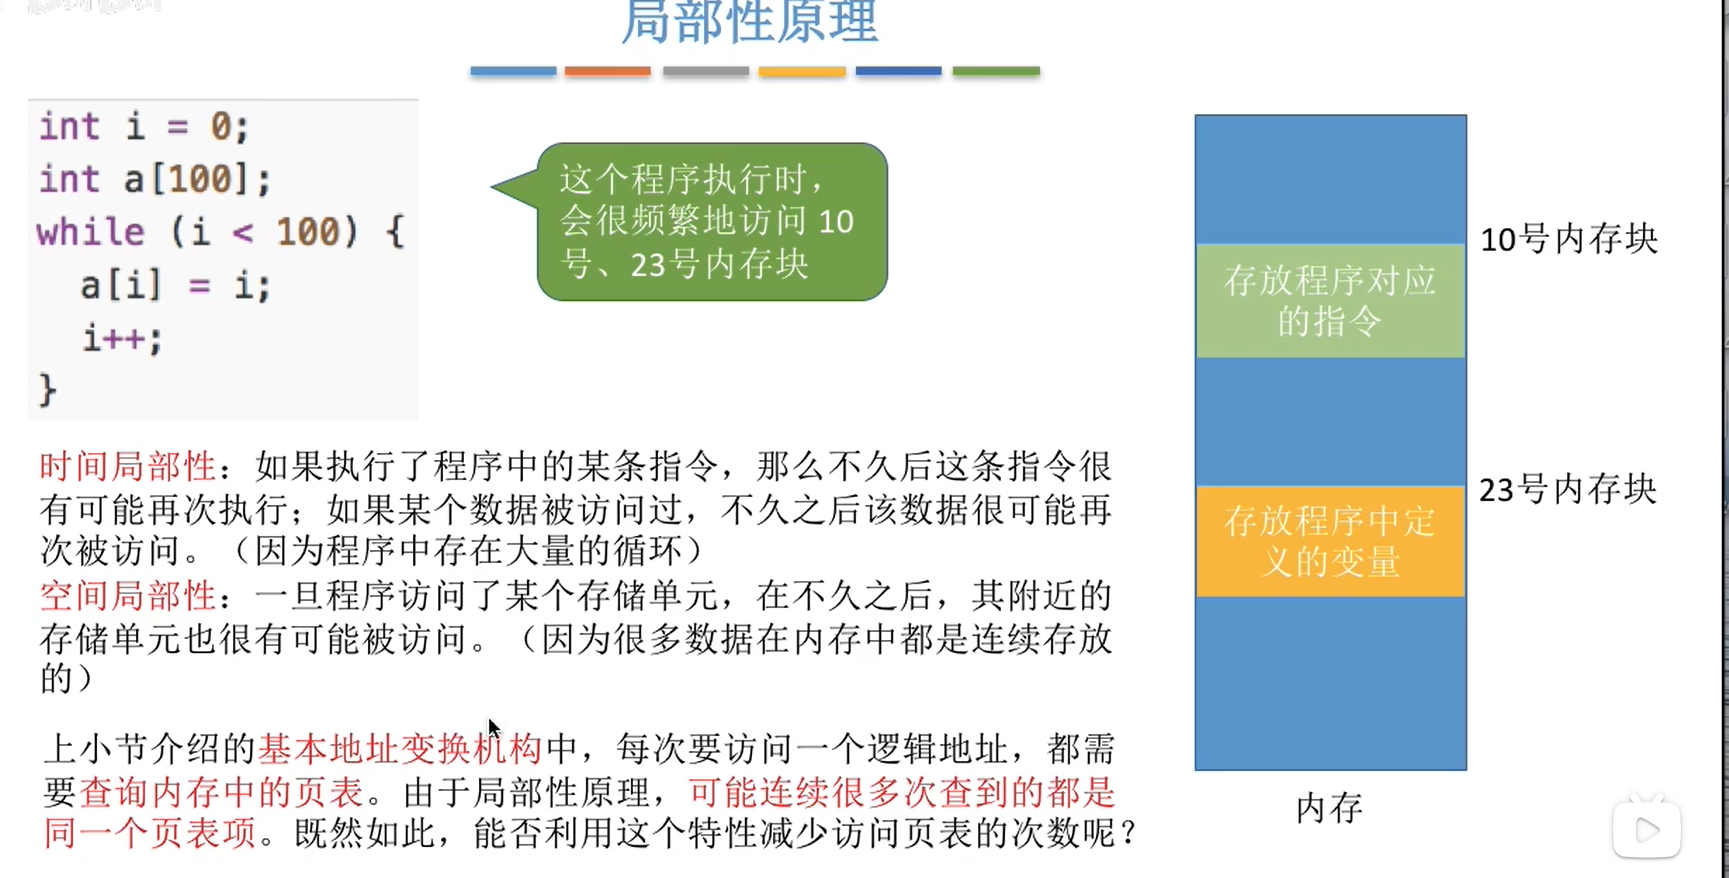 局部性原理
int i = 0;
int a[100];
while (i < 100) {
a[i] = i;
i++;
}
这个程序执行时，
会很频繁地访问 10
号、23号内存块
10号内存块
存放程序对应
的指令
23号内存块
存放程序中定
义的变量
内存
时间局部性：如果执行了程序中的某条指令，那么不久后这条指令很
有可能再次执行；如果某个数据被访问过，不久之后该数据很可能再
次被访问。（因为程序中存在大量的循环）
空间局部性：一旦程序访问了某个存储单元，在不久之后，其附近的
存储单元也很有可能被访问。（因为很多数据在内存中都是连续存放
的）
上小节介绍的基本地址变换机构中，每次要访问一个逻辑地址，都需
要查询内存中的页表。由于局部性原理，可能连续很多次查到的都是
同一个页表项。既然如此，能否利用这个特性减少访问页表的次数呢？